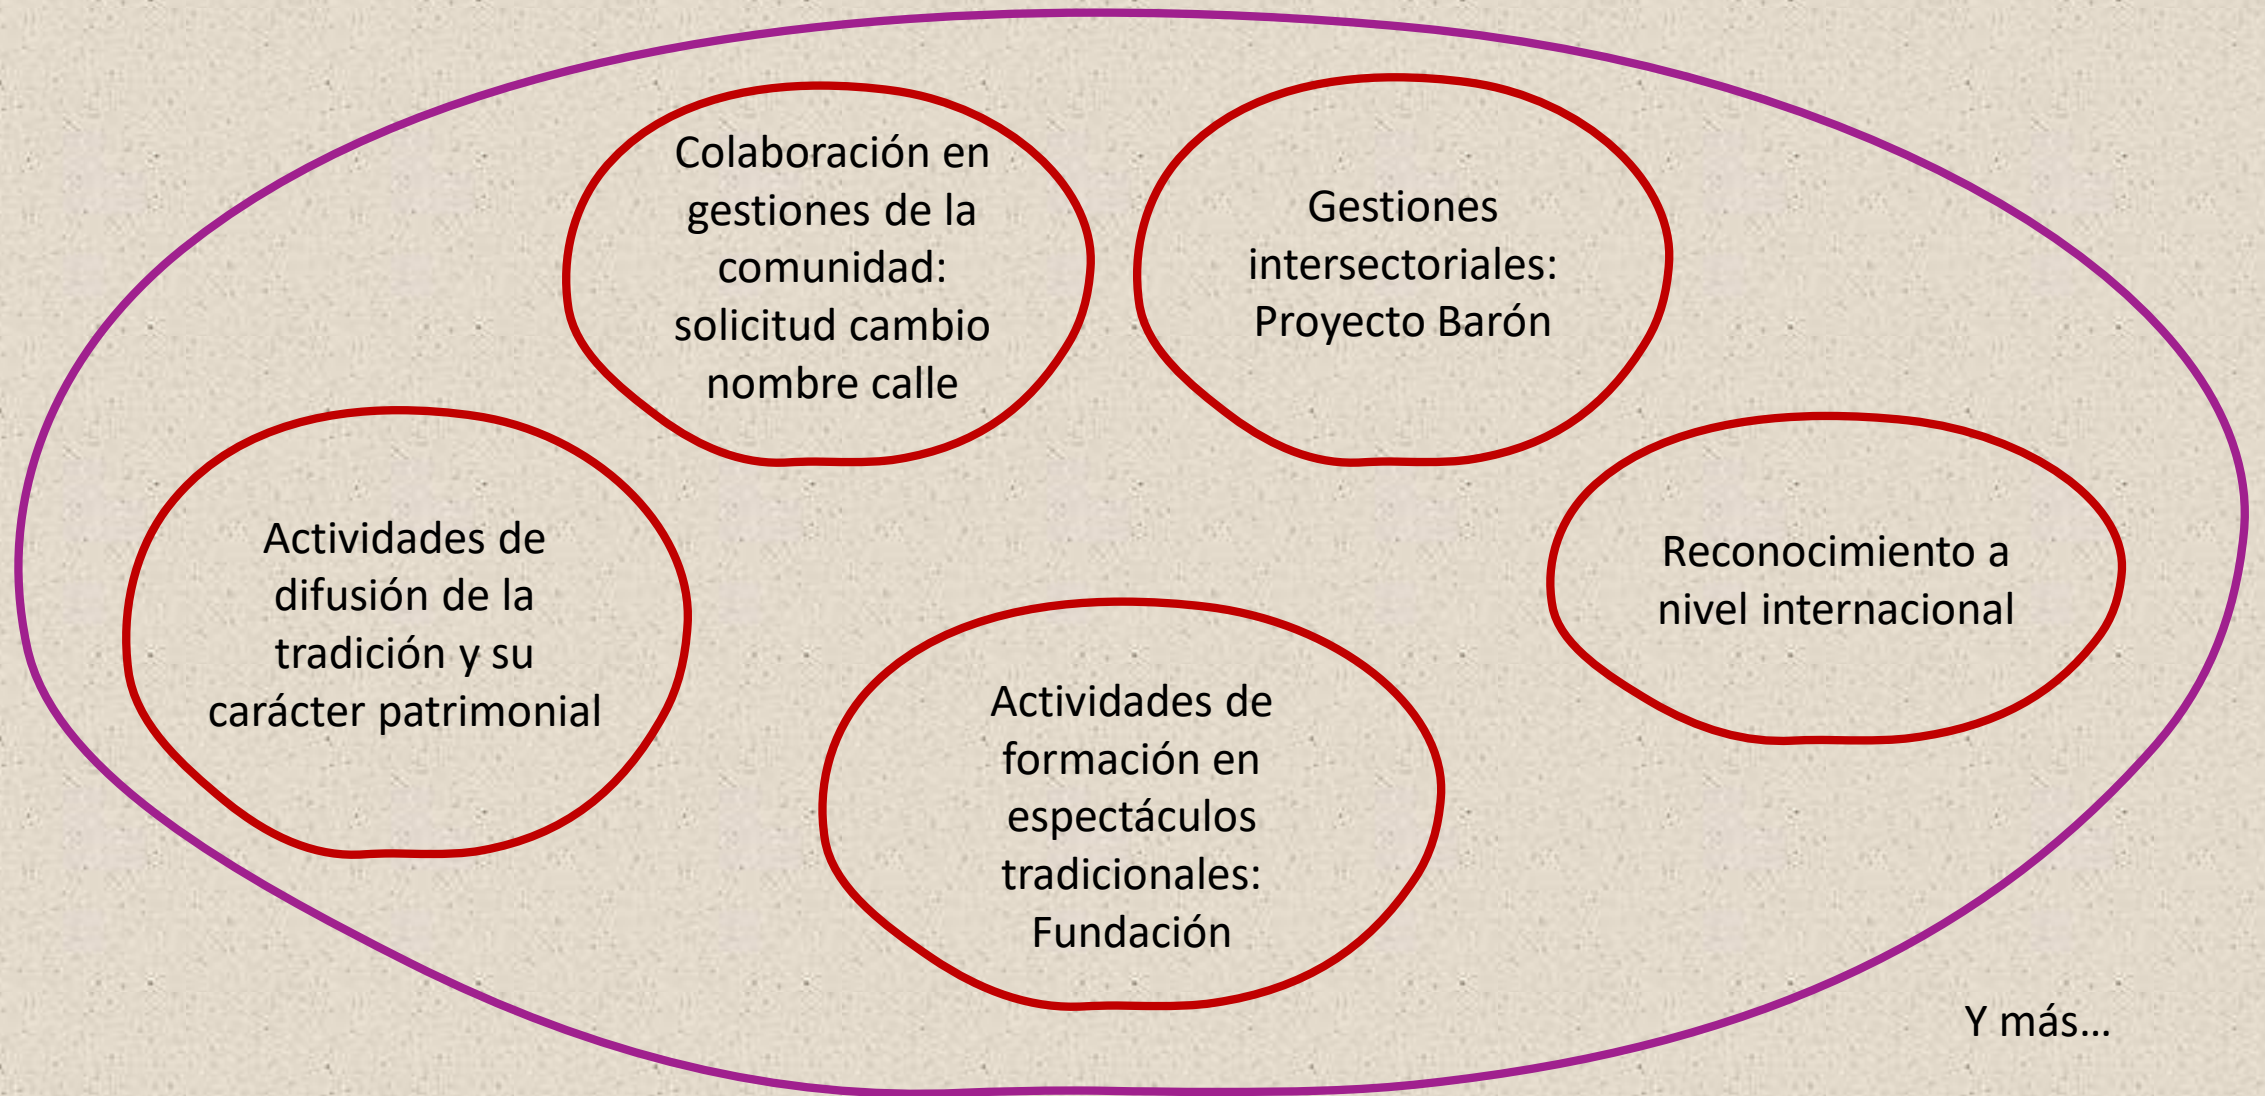 Colaboración en
gestiones de la
comunidad:
solicitud cambio
nombre calle
Gestiones
intersectoriales:
Proyecto Barón
Actividades de
difusión de la
tradición y su
carácter patrimonial
Reconocimiento a
nivel internacional
Actividades de
formación en
espectáculos
tradicionales:
Fundación
Y más...